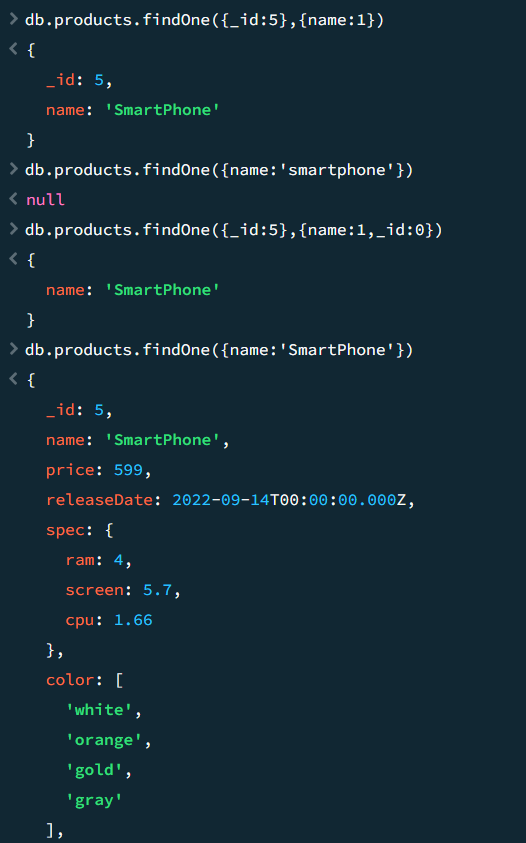 > db.products.findOne({_id:5},{name:1})
< {
_id: 5,
name: 'SmartPhone'
}
> db.products.findOne({name:'smartphone'})
< null
> db.products.findOne({_id:5},{name:1,_id:0})
< {
name: 'SmartPhone'
}
> db.products.findOne({name:'SmartPhone'})
< {
_id: 5,
name: 'SmartPhone',
price: 599,
releaseDate: 2022-09-14T00:00:00.000Z,
spec: {
ram: 4,
screen: 5.7,
cpu: 1.66
},
color: [
'white',
'orange',
'gold',
'gray'
],